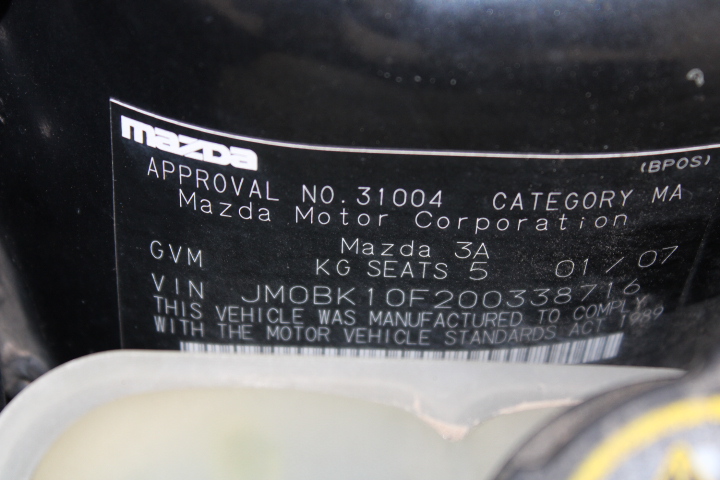 mazda
(BPOS)
APPROVAL NO.31004 CATEGORY MA
Mazda Motor Corporation
Mazda 3A
GVM KG SEATS 5 01/07
VIN JM0BK10F200338716
THIS VEHICLE WAS MANUFACTURED TO COMPLY
WITH THE MOTOR VEHICLE STANDARDS ACT 1989